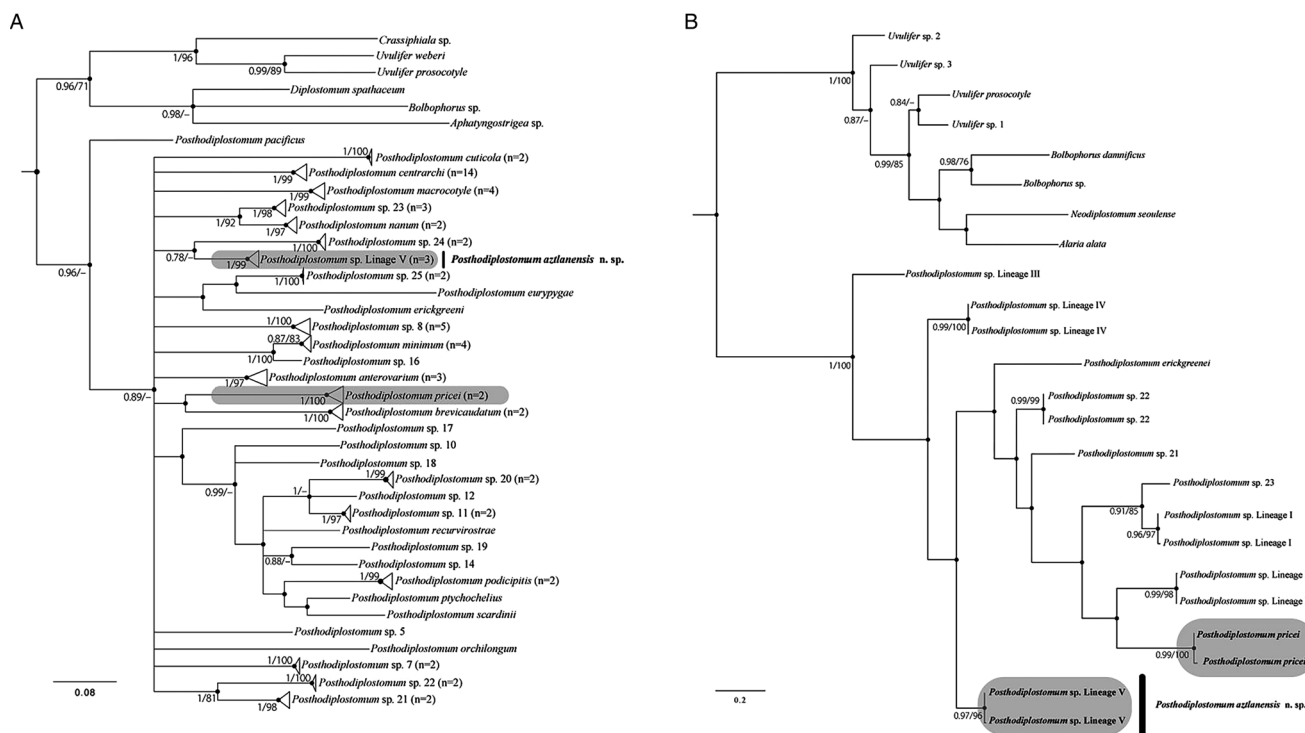 A
Crassiphiala sp.
1/96
Uvulifer weberi
0.99/89
Uvulifer prosocotyle
0.96/71
Diplostomum spathaceum
Bolbophorus sp.
0.98/–
Aphatyngostrigea sp.
Posthodiplostomum pacificus
1/100
Posthodiplostomum cuticola (n=2)
Posthodiplostomum centrarchi (n=14)
1/99
Posthodiplostomum macrocotyle (n=4)
1/99
Posthodiplostomum sp. 23 (n=3)
1/98
1/92
Posthodiplostomum nanum (n=2)
1/97
Posthodiplostomum sp. 24 (n=2)
1/100
0.78/–
Posthodiplostomum sp. Linage V (n=3)
1/99
Posthodiplostomum aztlanensis n. sp.
0.96/–
Posthodiplostomum sp. 25 (n=2)
1/100
Posthodiplostomum eurypygae
Posthodiplostomum erickgreeni
1/100
Posthodiplostomum sp. 8 (n=5)
0.87/83
Posthodiplostomum minimum (n=4)
1/100
Posthodiplostomum sp. 16
Posthodiplostomum anterovarium (n=3)
1/97
0.89/–
Posthodiplostomum pricei (n=2)
1/100
Posthodiplostomum brevicaudatum (n=2)
1/100
Posthodiplostomum sp. 17
Posthodiplostomum sp. 10
Posthodiplostomum sp. 18
0.99/–
1/99
Posthodiplostomum sp. 20 (n=2)
1/–
Posthodiplostomum sp. 12
Posthodiplostomum sp. 11 (n=2)
1/97
Posthodiplostomum recurvirostrae
Posthodiplostomum sp. 19
0.88/–
Posthodiplostomum sp. 14
1/99
Posthodiplostomum podicipitis (n=2)
Posthodiplostomum ptychochelius
Posthodiplostomum scardinii
Posthodiplostomum sp. 5
Posthodiplostomum orchilongum
1/100
Posthodiplostomum sp. 7 (n=2)
1/100
Posthodiplostomum sp. 22 (n=2)
1/81
Posthodiplostomum sp. 21 (n=2)
1/98
0.08
B
Uvulifer sp. 2
1/100
Uvulifer sp. 3
0.87/–
0.84/–
Uvulifer prosocotyle
Uvulifer sp. 1
0.99/85
Bolbophorus damnificus
0.98/76
Bolbophorus sp.
Neodiplostomum seoulense
Alaria alata
Posthodiplostomum sp. Lineage III
1/100
Posthodiplostomum sp. Lineage IV
0.99/100
Posthodiplostomum sp. Lineage IV
Posthodiplostomum erickgreenei
0.99/99
Posthodiplostomum sp. 22
Posthodiplostomum sp. 22
Posthodiplostomum sp. 21
Posthodiplostomum sp. 23
0.91/85
Posthodiplostomum sp. Lineage I
0.96/97
Posthodiplostomum sp. Lineage I
Posthodiplostomum sp. Lineage
0.99/98
Posthodiplostomum sp. Lineage
Posthodiplostomum pricei
0.99/100
Posthodiplostomum pricei
Posthodiplostomum sp. Lineage V
0.97/96
Posthodiplostomum sp. Lineage V
Posthodiplostomum aztlanensis n. sp.
0.2